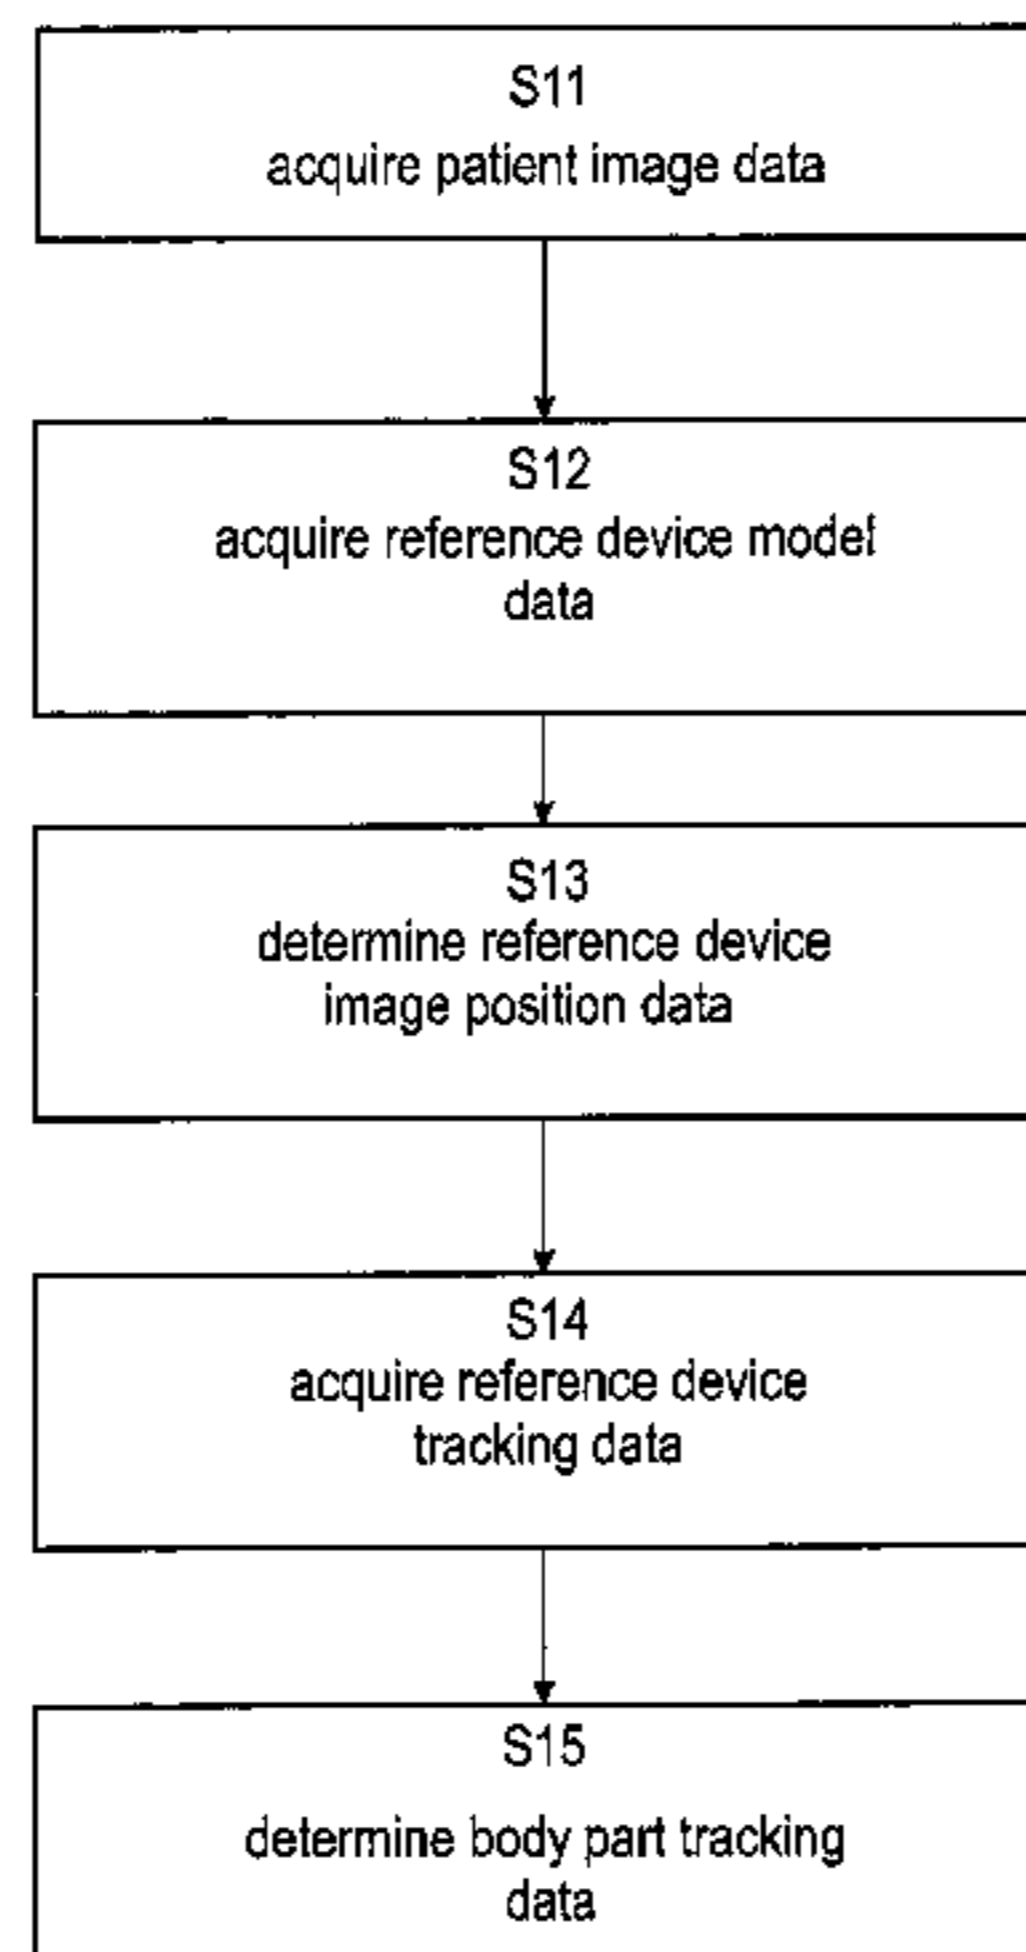 S11
acquire patient image data
S12
acquire reference device model
data
S13
determine reference device
image position data
S14
acquire reference device
tracking data
S15
determine body part tracking
data